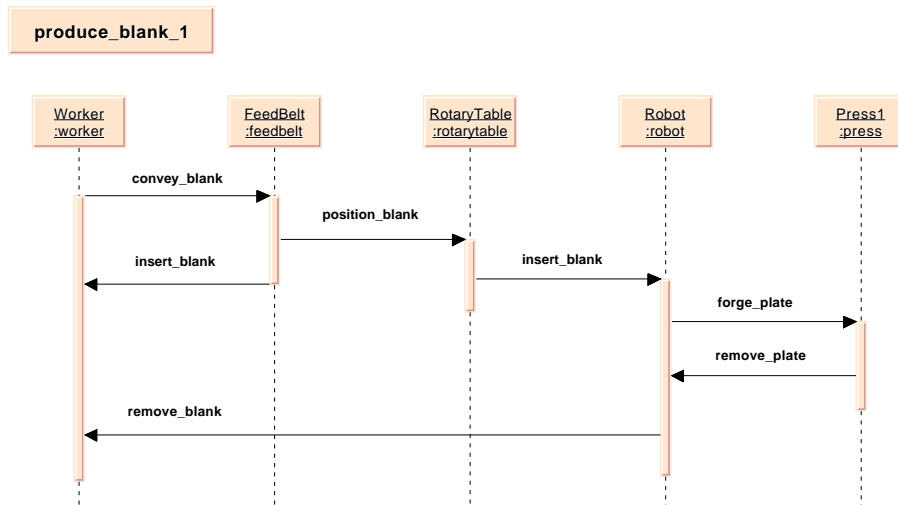 produce_blank_1
Worker
:worker
FeedBelt
:feedbelt
RotaryTable
:rotarytable
Robot
:robot
Press1
:press
convey_blank
position_blank
insert_blank
insert_blank
forge_plate
remove_plate
remove_blank